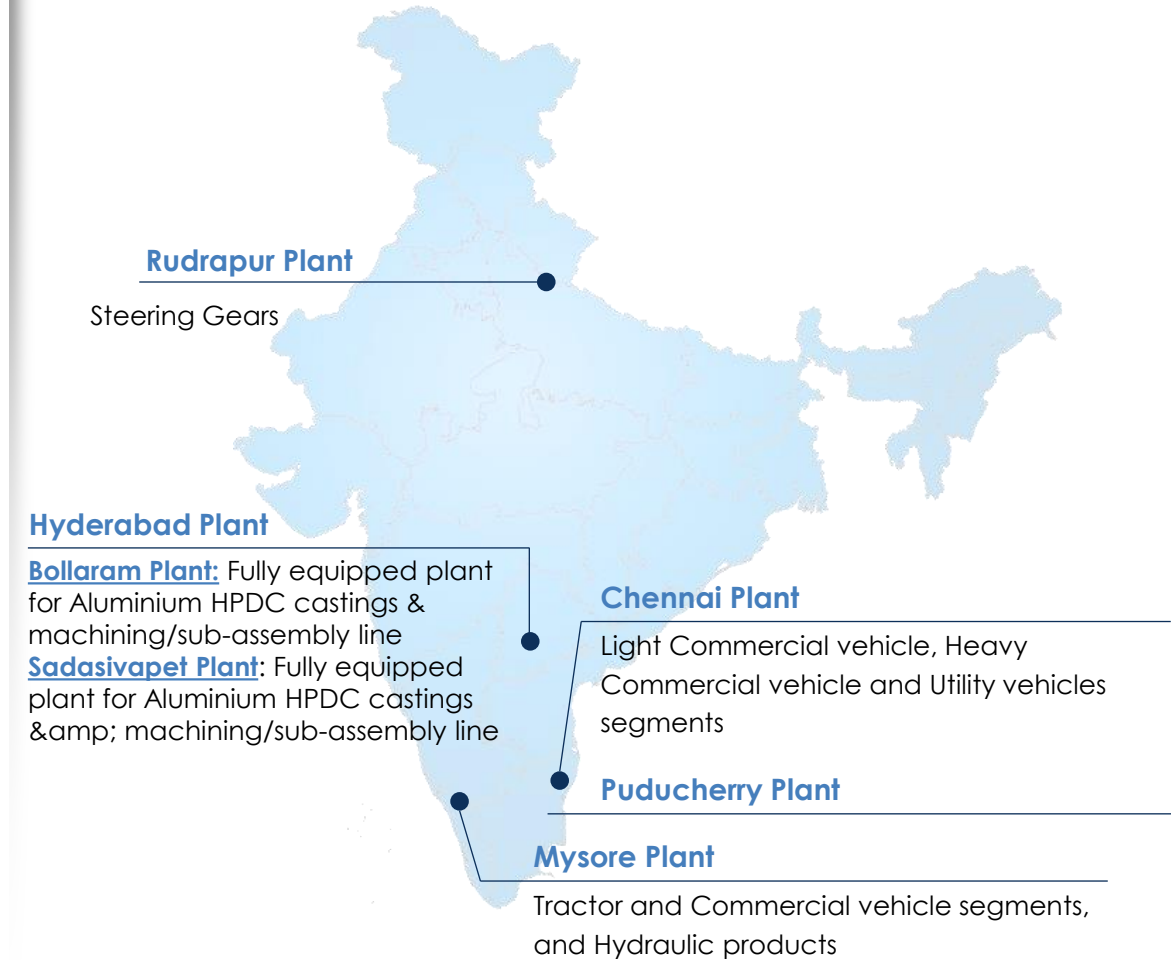 Rudrapur Plant
Steering Gears
Hyderabad Plant
Bollaram Plant: Fully equipped plant
for Aluminium HPDC castings &
machining/sub-assembly line
Sadasivapet Plant: Fully equipped
plant for Aluminium HPDC castings
&amp; machining/sub-assembly line
Chennai Plant
Light Commercial vehicle, Heavy
Commercial vehicle and Utility vehicles
segments
Puducherry Plant
Mysore Plant
Tractor and Commercial vehicle segments,
and Hydraulic products